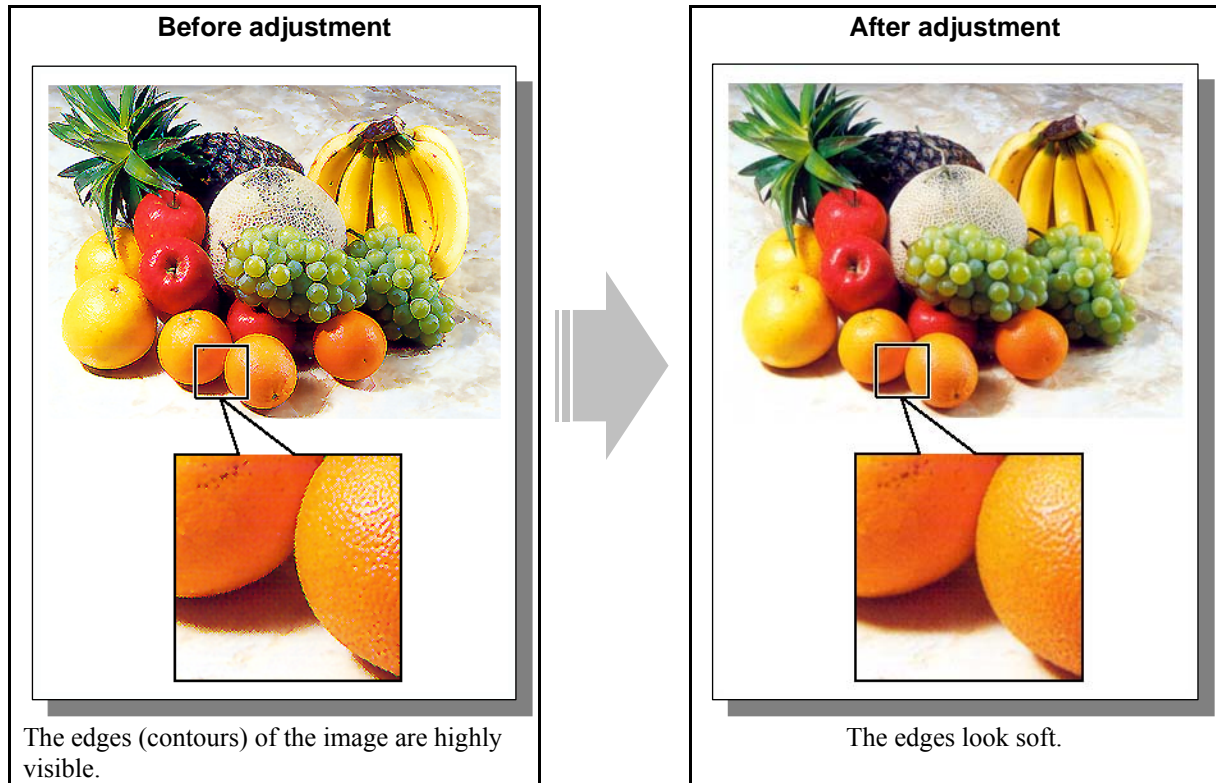 Before adjustment
After adjustment
The edges (contours) of the image are highly
visible.
The edges look soft.